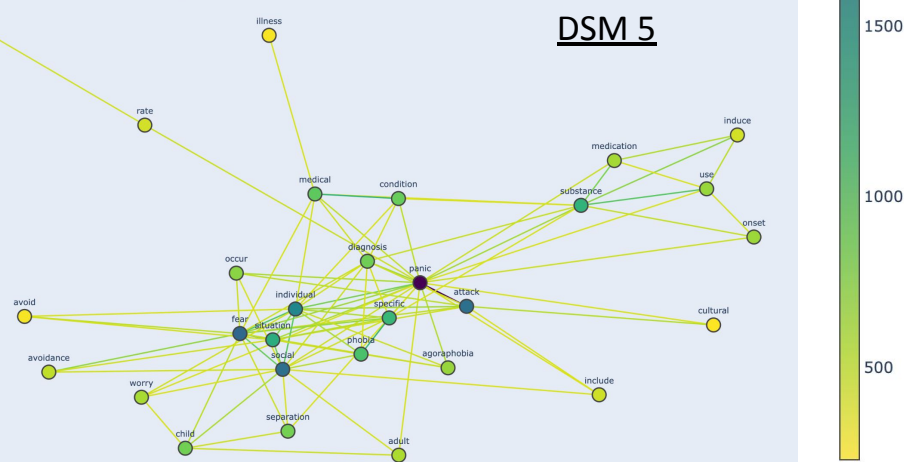 illness
DSM 5
1500
rate
induce
medication
use
medical
condition
substance
1000
onset
diagnosis
occur
panic
individual
attack
specific
avoid
cultural
fear
situation
phobia
agoraphobia
avoidance
social
500
worry
include
separation
child
adult